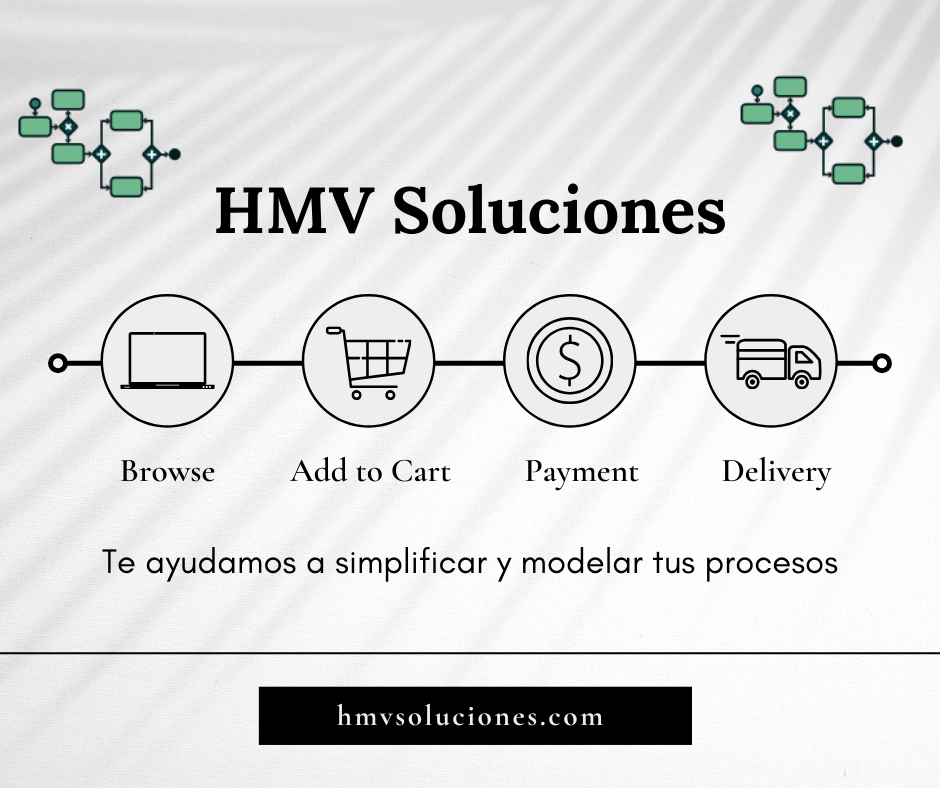 HMV Soluciones
Browse
Add to Cart
Payment
Delivery
Te ayudamos a simplificar y modelar tus procesos
hmvsoluciones.com